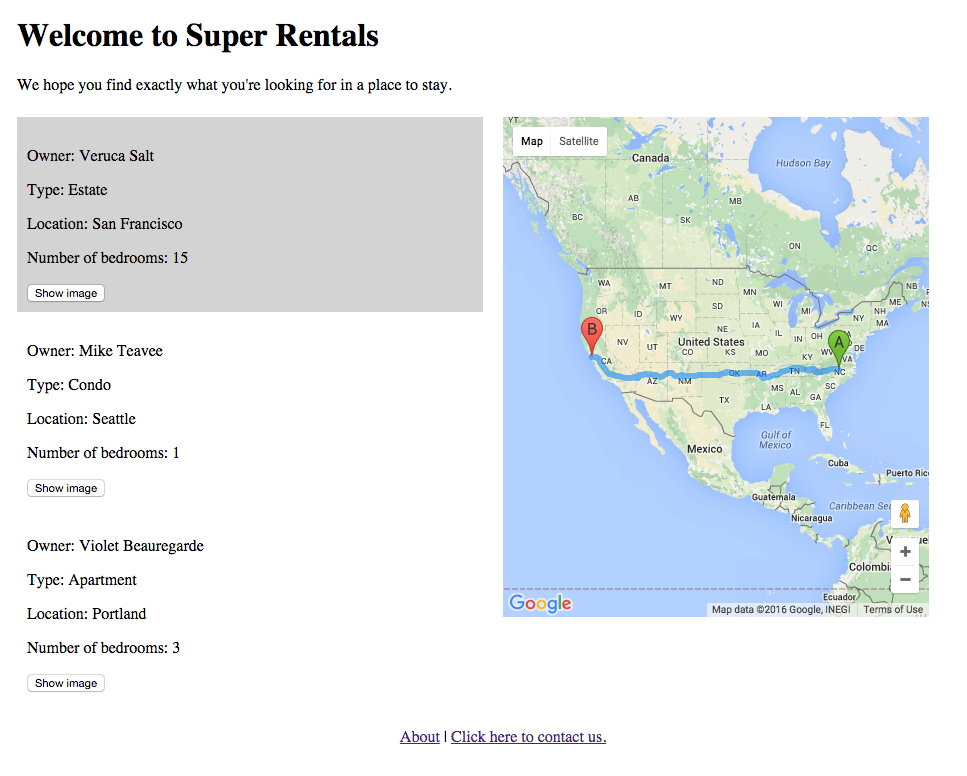 Welcome to Super Rentals
We hope you find exactly what you're looking for in a place to stay.
Owner: Veruca Salt
Type: Estate
Location: San Francisco
Number of bedrooms: 15
Show image
Owner: Mike Teavee
Type: Condo
Location: Seattle
Number of bedrooms: 1
Show image
Owner: Violet Beauregarde
Type: Apartment
Location: Portland
Number of bedrooms: 3
Show image
YT
Map Satellite
Canada
Hudson Bay
AB
MB
BC
SK
ON
QC
WA
MT
ND
MN
NB
ME
OR
ID
SD
WI
MI
NY
NH
WY
MA
B
NE
IA
A
NV
UT
United States
IL
IN
OH
DE
CO
KS
MO
KY
WV
VA
CA
AZ
NM
OK
AR
TN
NC
MS
AL
SC
TX
GA
LA
FL
Gulf of
Mexico
Mexico
Cuba
Puerto Ric
Guatemala
Caribbean Sea
Nicaragua
Colombi
Ecuador
+
−
Google
Map data ©2016 Google, INEGI
Terms of Use
About | Click here to contact us.